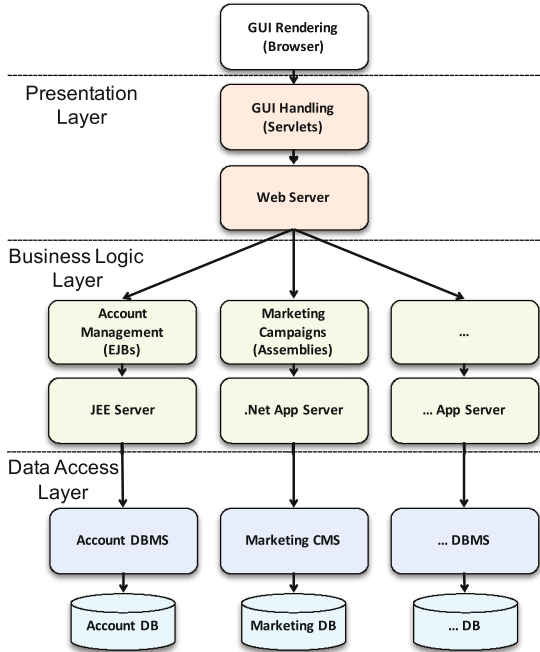 GUI Rendering
(Browser)
Presentation
Layer
GUI Handling
(Servlets)
Web Server
Business Logic
Layer
Account
Management
(EJBs)
Marketing
Campaigns
(Assemblies)
...
JEE Server
.Net App Server
... App Server
Data Access
Layer
Account DBMS
Marketing CMS
... DBMS
Account DB
Marketing DB
... DB